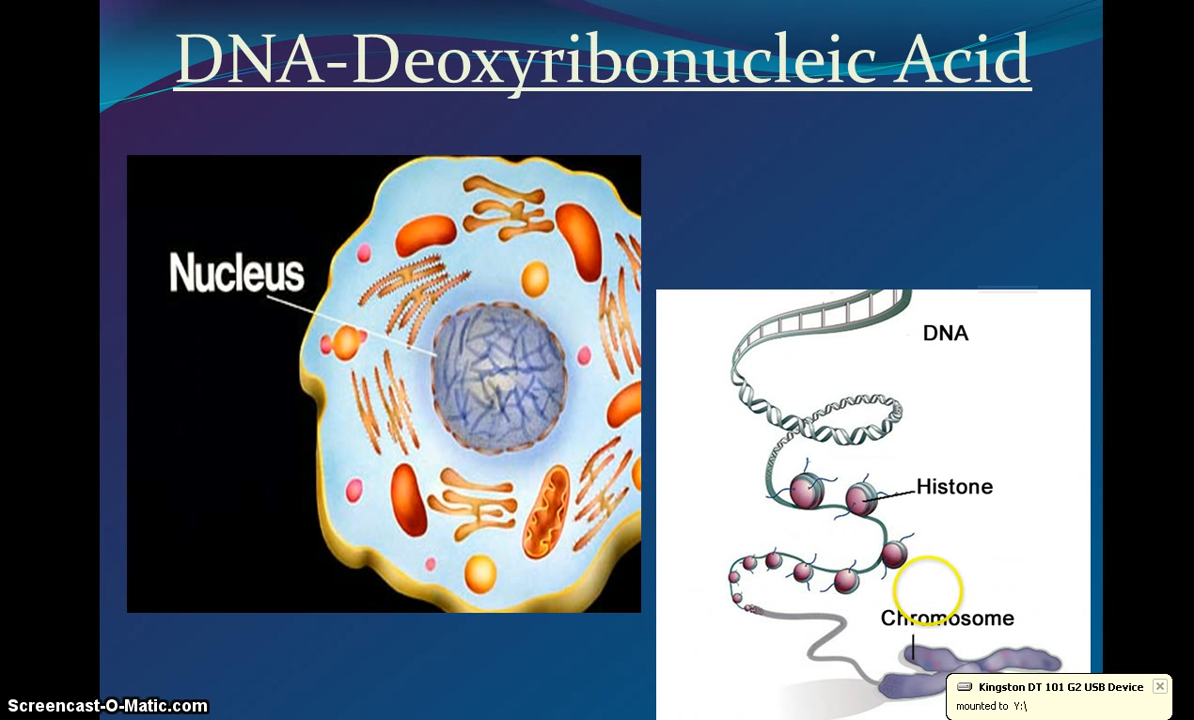 DNA-Deoxyribonucleic Acid
Nucleus
DNA
Histone
Chromosome
Kingston DT 101 G2 USB Device
mounted to Y:\
Screencast-O-Matic.com